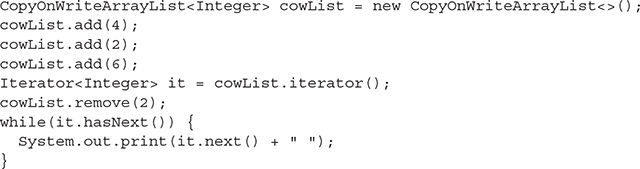 CopyOnWriteArrayList<Integer> cowList = new CopyOnWriteArrayList<>();
cowList.add(4);
cowList.add(2);
cowList.add(6);
Iterator<Integer> it = cowList.iterator();
cowList.remove(2);
while(it.hasNext()) {
  System.out.print(it.next() + " ");
}